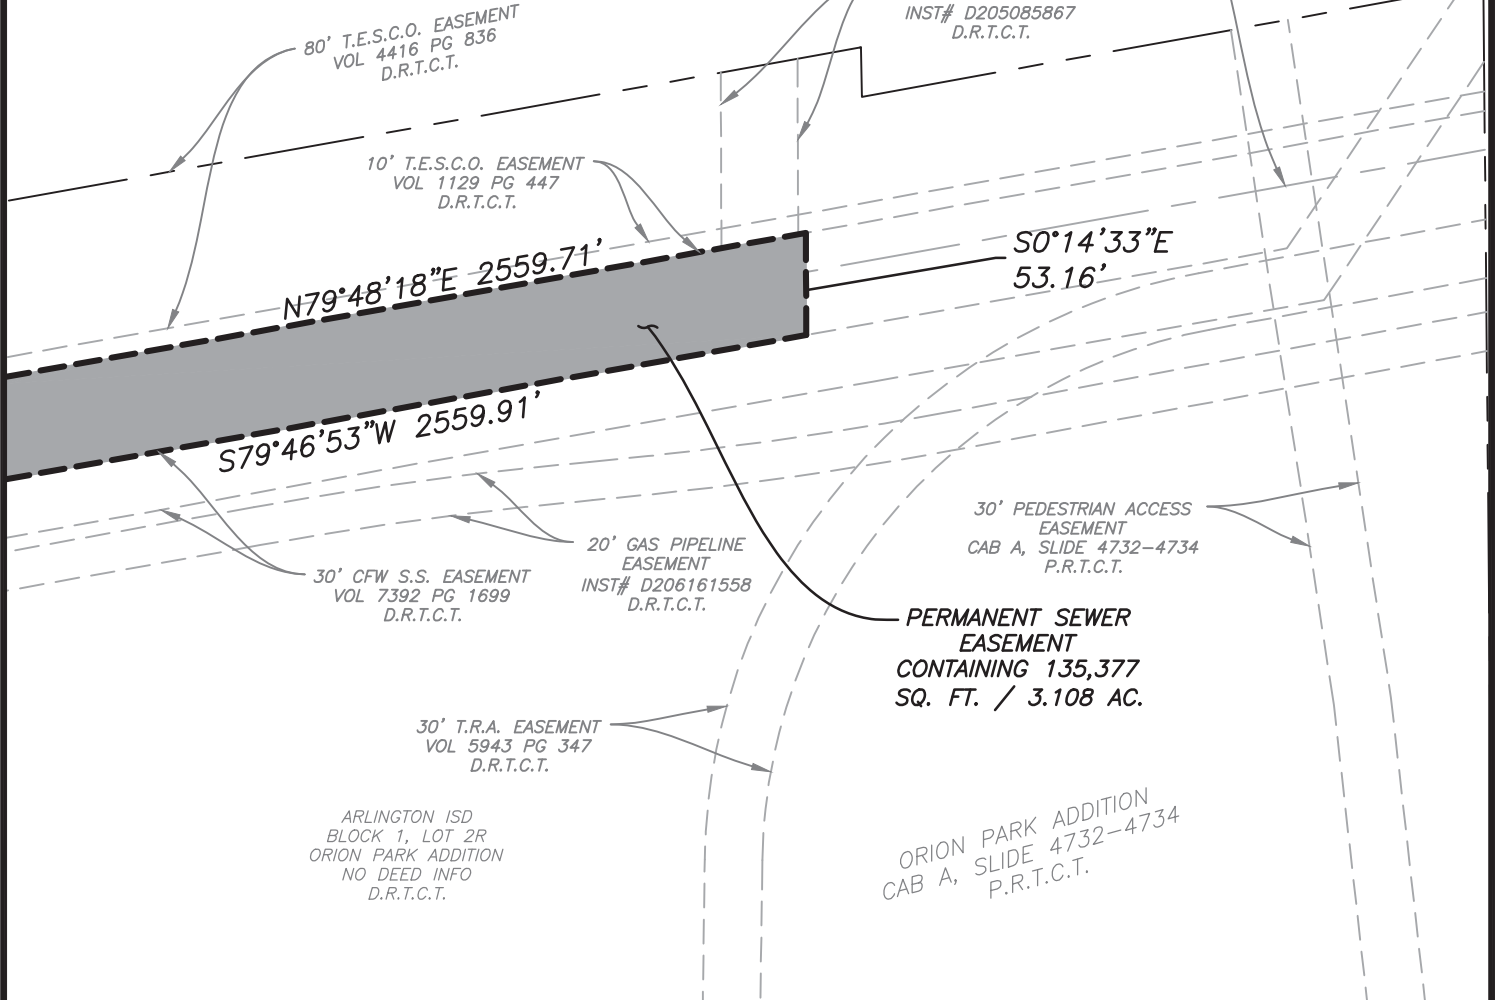 80' T.E.S.C.O. EASEMENT
VOL 4416 PG 836
D.R.T.C.T.
INST# D205085867
D.R.T.C.T.
10' T.E.S.C.O. EASEMENT
VOL 1129 PG 447
D.R.T.C.T.
N79°48'18"E 2559.71'
S0°14'33"E
53.16'
S79°46'53"W 2559.91'
30' CFW S.S. EASEMENT
VOL 7392 PG 1699
D.R.T.C.T.
20' GAS PIPELINE
EASEMENT
INST# D206161558
D.R.T.C.T.
30' PEDESTRIAN ACCESS
EASEMENT
CAB A, SLIDE 4732-4734
P.R.T.C.T.
PERMANENT SEWER
EASEMENT
CONTAINING 135,377
SQ. FT. / 3.108 AC.
30' T.R.A. EASEMENT
VOL 5943 PG 347
D.R.T.C.T.
ARLINGTON ISD
BLOCK 1, LOT 2R
ORION PARK ADDITION
NO DEED INFO
D.R.T.C.T.
ORION PARK ADDITION
CAB A, SLIDE 4732-4734
P.R.T.C.T.